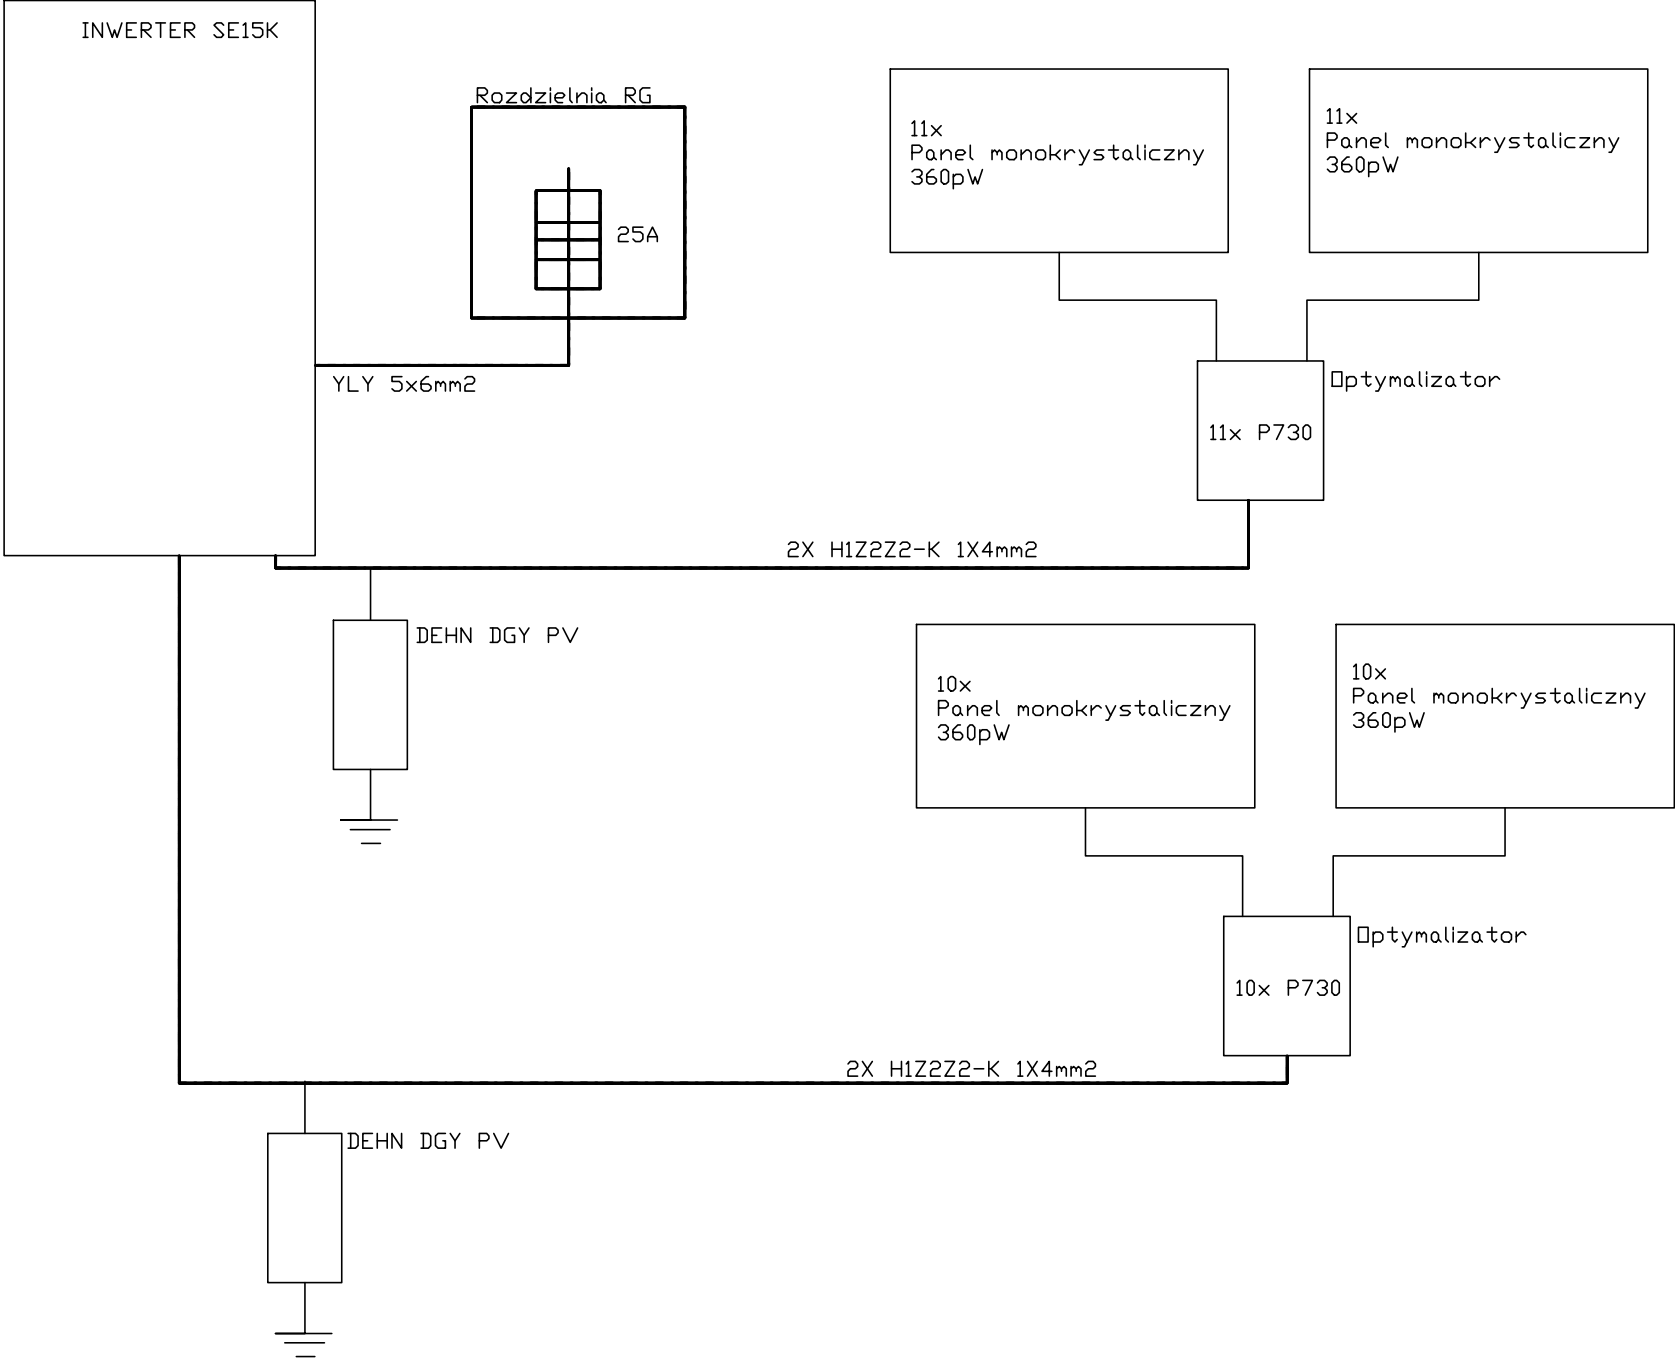 INWERTER SE15K
Rozdzielnia RG
25A
YLY 5x6mm2
11x
Panel monokrystaliczny
360pW
11x
Panel monokrystaliczny
360pW
Optymalizator
11x P730
2X H1Z2Z2-K 1X4mm2
DEHN DGY PV
10x
Panel monokrystaliczny
360pW
10x
Panel monokrystaliczny
360pW
Optymalizator
10x P730
2X H1Z2Z2-K 1X4mm2
DEHN DGY PV